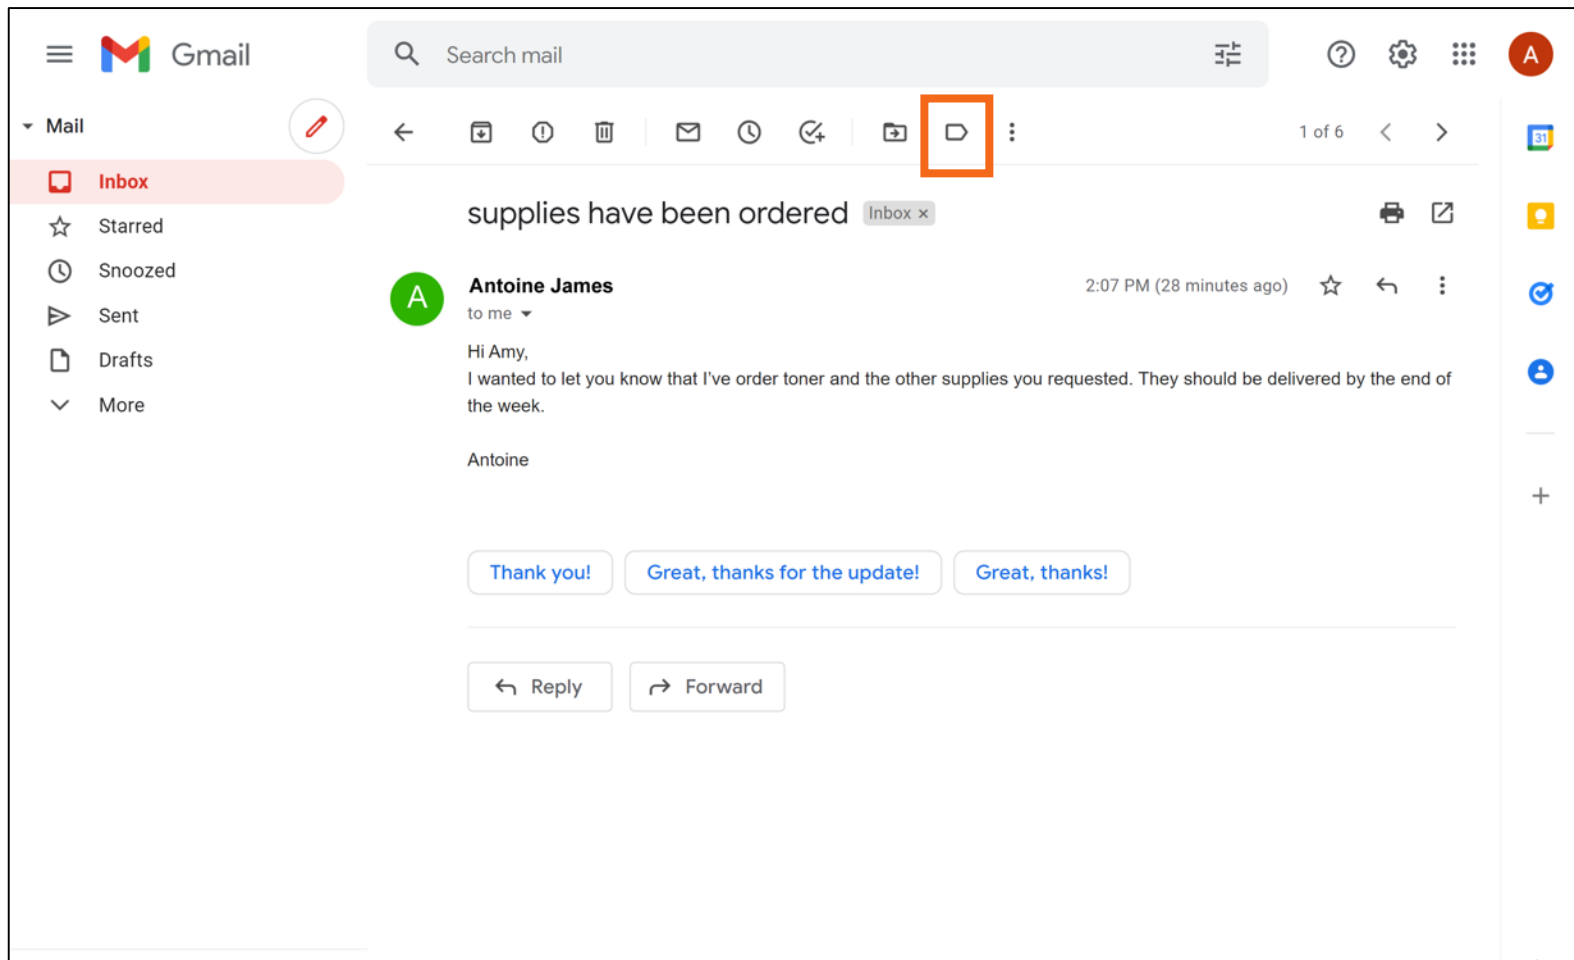 Gmail
Search mail
A
Mail
1 of 6
31
Inbox
Starred
Snoozed
Sent
Drafts
More
supplies have been ordered Inbox ×
A
Antoine James
2:07 PM (28 minutes ago)
to me
Hi Amy,
I wanted to let you know that I've order toner and the other supplies you requested. They should be delivered by the end of
the week.
Antoine
Thank you! Great, thanks for the update! Great, thanks!
Reply Forward